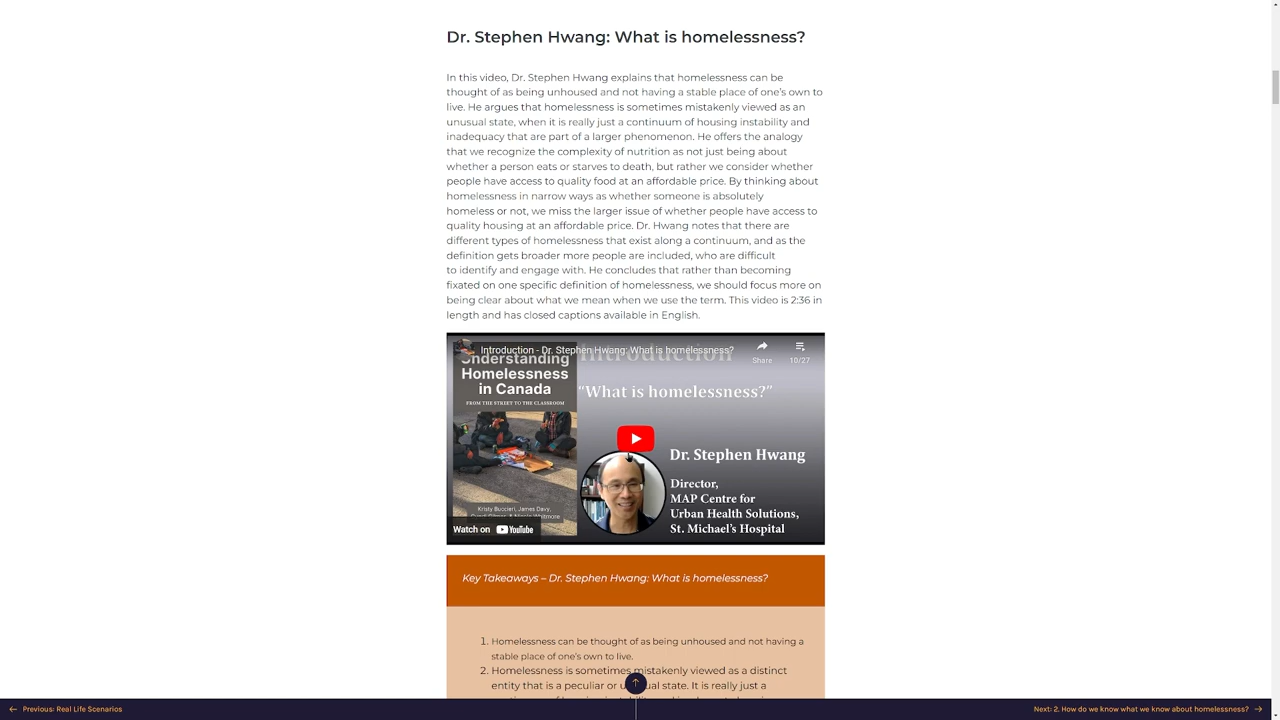 Dr. Stephen Hwang: What is homelessness?
In this video, Dr. Stephen Hwang explains that homelessness can be
thought of as being unhoused and not having a stable place of one's own to
live. He argues that homelessness is sometimes mistakenly viewed as an
unusual state, when it is really just a continuum of housing instability and
inadequacy that are part of a larger phenomenon. He offers the analogy
that we recognize the complexity of nutrition as not just being about
whether a person eats or starves to death, but rather we consider whether
people have access to quality food at an affordable price. By thinking about
homelessness in narrow ways as whether someone is absolutely
homeless or not, we miss the larger issue of whether people have access to
quality housing at an affordable price. Dr. Hwang notes that there are
different types of homelessness that exist along a continuum, and as the
definition gets broader more people are included, who are difficult
to identify and engage with. He concludes that rather than becoming
fixated on one specific definition of homelessness, we should focus more on
being clear about what we mean when we use the term. This video is 2:36 in
length and has closed captions available in English.
Introduction - Dr. Stephen Hwang: What is homelessness?
Share
10/27
Introduction
Understanding
Homelessness
in Canada
FROM THE STREET TO THE CLASSROOM
"What is homelessness?"
Dr. Stephen Hwang
Director,
MAP Centre for
Urban Health Solutions,
St. Michael's Hospital
Kristy Buccieri, James Davy,
Watch on YouTube
Key Takeaways – Dr. Stephen Hwang: What is homelessness?
1. Homelessness can be thought of as being unhoused and not having a
stable place of one's own to live.
2. Homelessness is sometimes mistakenly viewed as a distinct
entity that is a peculiar or unusual state. It is really just a
← Previous: Real Life Scenarios
Next: 2. How do we know what we know about homelessness? →